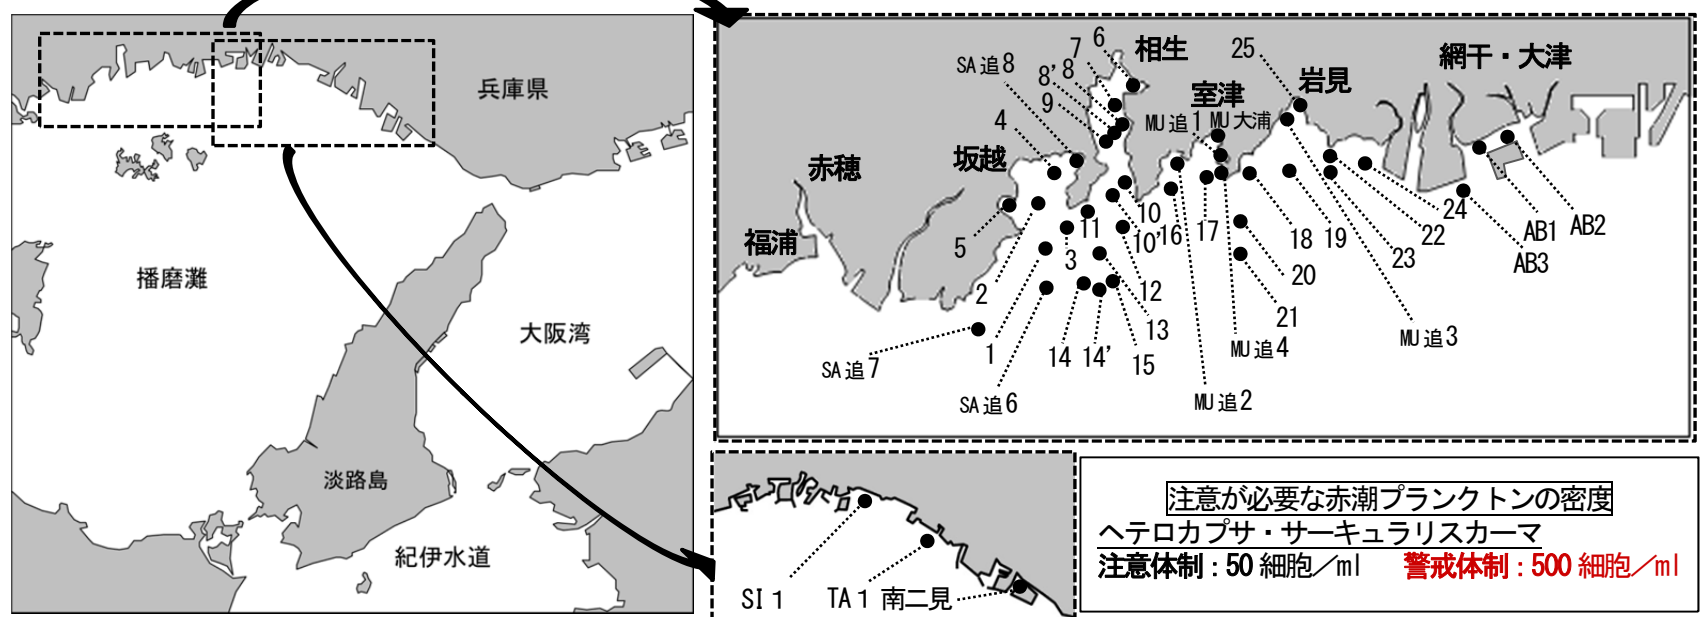 兵庫県
播磨灘
大阪湾
淡路島
紀伊水道
相生
網干・大津
岩見
室津
坂越
赤穂
福浦
6
7
8
8'
9
SA追8
4
5
2
1
3
11
10
10'
12
13
14
14'
15
16
17
18
19
20
21
22
23
24
25
MU追1
MU大浦
MU追2
MU追3
MU追4
SA追6
SA追7
AB1
AB2
AB3
SI 1
TA 1
南二見
注意が必要な赤潮プランクトンの密度
ヘテロカプサ・サーキュラリスカーマ
注意体制:50 細胞/ml 警戒体制:500 細胞/ml